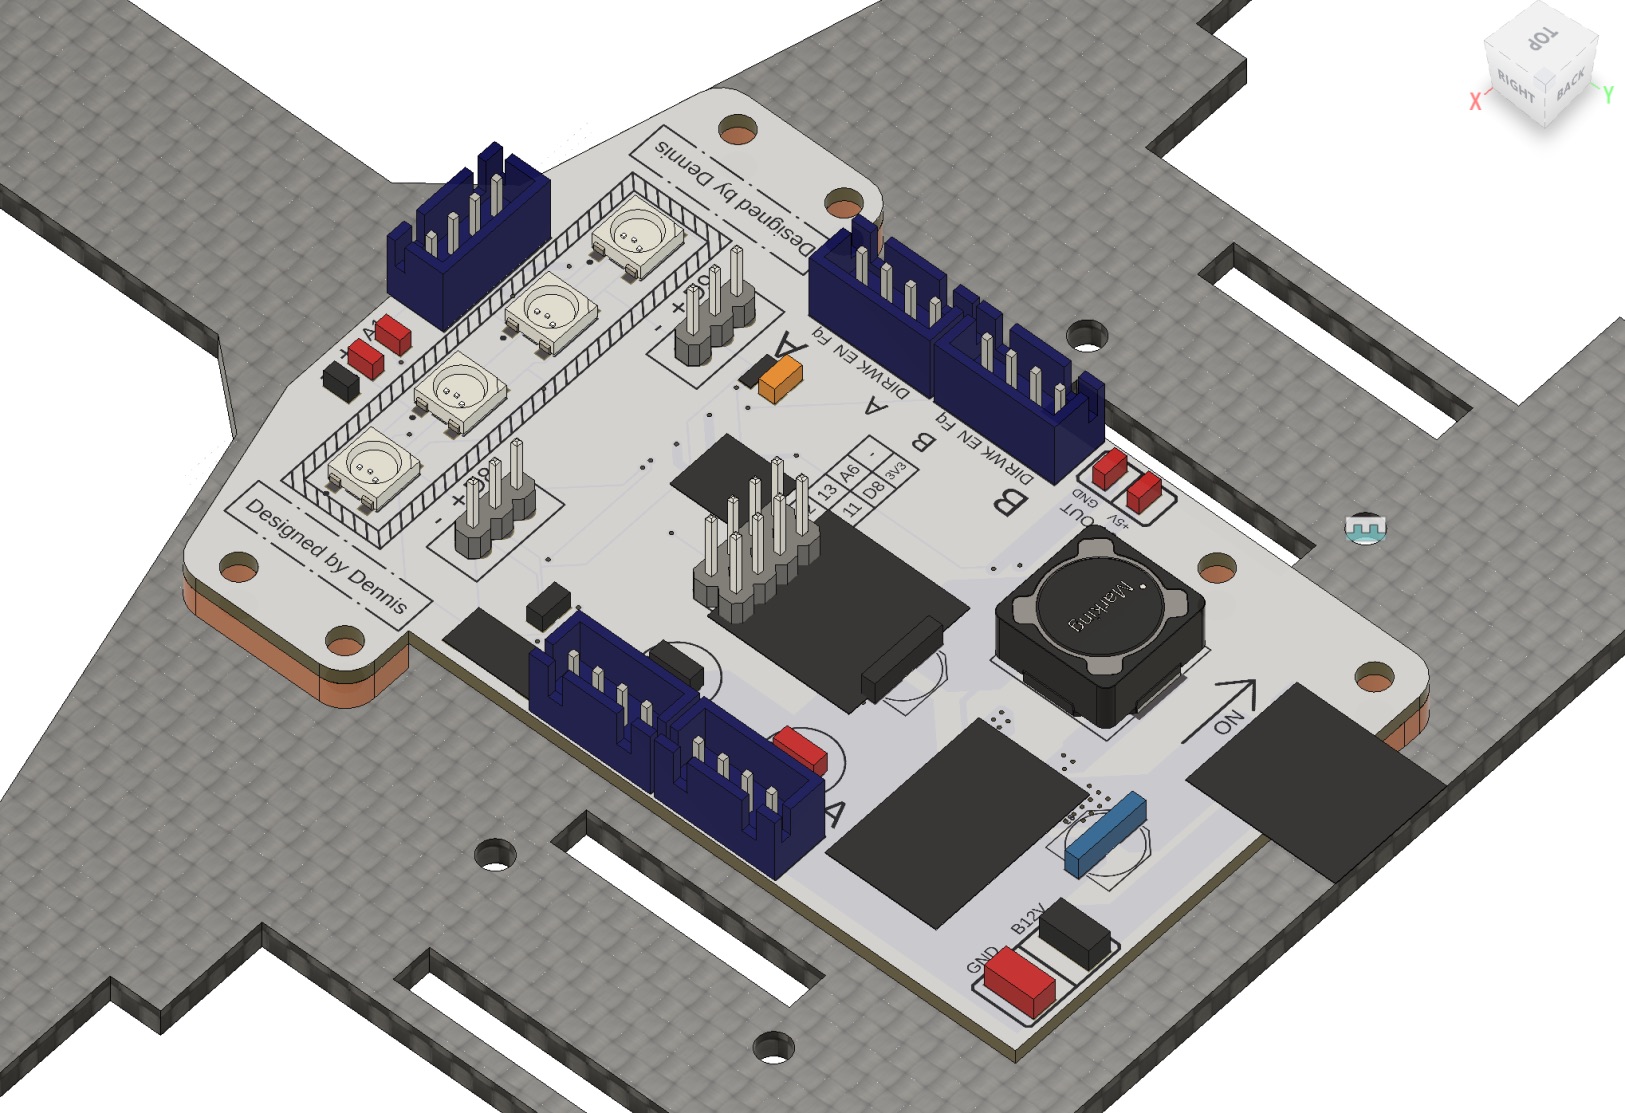 TOP
RIGHT
BACK
X
Y
Designed by Dennis
A
DIRWK EN Fq
A
DIRWK EN Fq
B
B
13 A6 -
11 D8 3V3
GND
+5V
OUT
Marking
Designed by Dennis
ON
A
B12V
GND